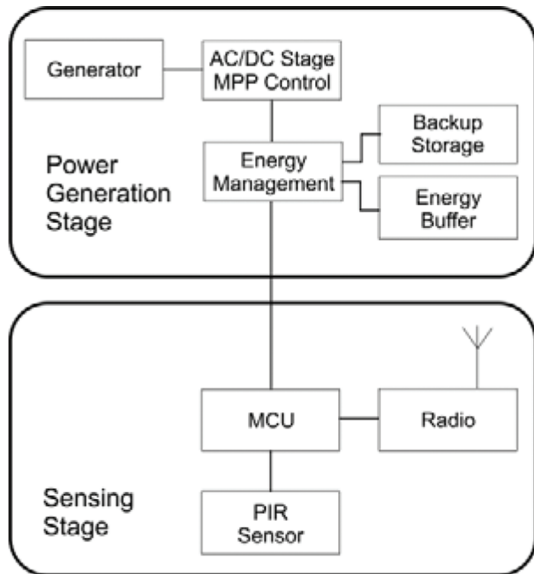 Generator
AC/DC Stage
MPP Control
Backup
Storage
Energy
Management
Power
Generation
Stage
Energy
Buffer
MCU
Radio
Sensing
Stage
PIR
Sensor